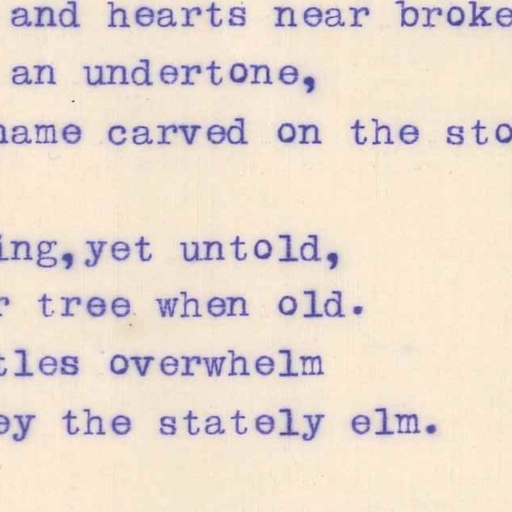 and hearts near broke
an undertone,
name carved on the sto
ing,yet untold,
r tree when old.
tles overwhelm
ey the stately elm.